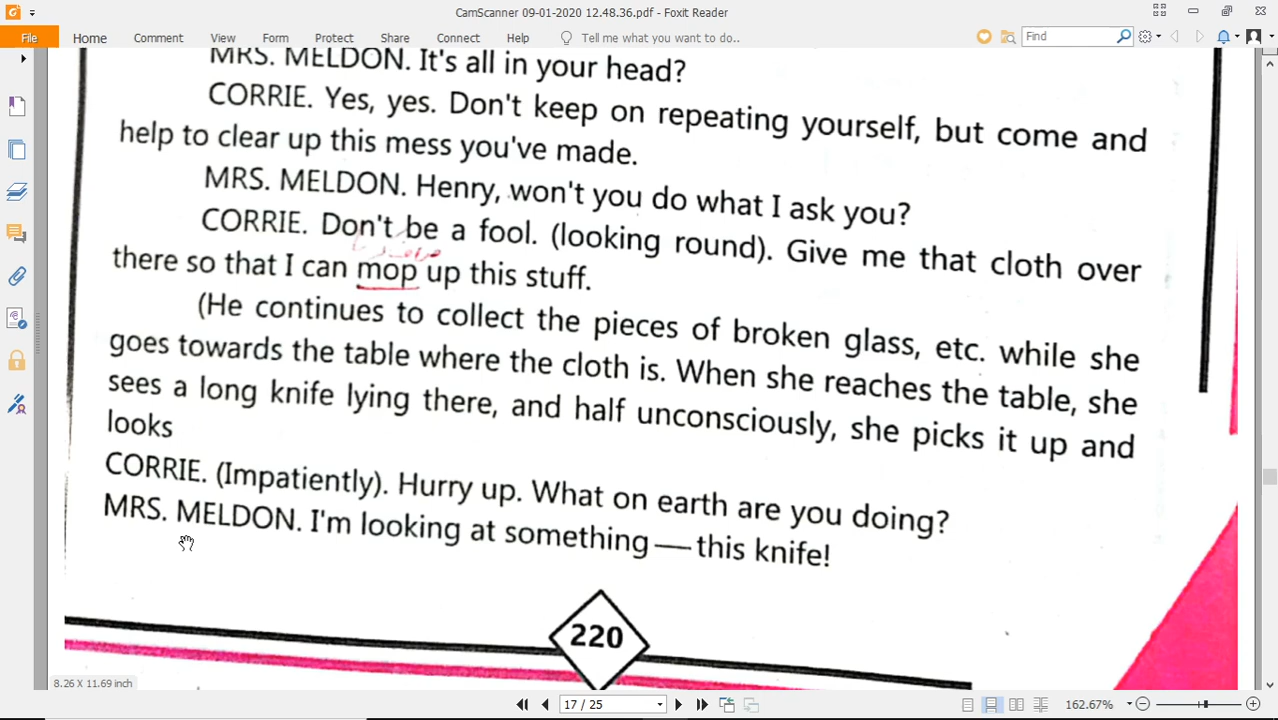 CamScanner 09-01-2020 12.48.36.pdf - Foxit Reader
File Home Comment View Form Protect Share Connect Help Tell me what you want to do.. Find
MRS. MELDON. It's all in your head?
CORRIE. Yes, yes. Don't keep on repeating yourself, but come and
help to clear up this mess you've made.
MRS. MELDON. Henry, won't you do what I ask you?
CORRIE. Don't be a fool. (looking round). Give me that cloth over
there so that I can mop up this stuff.
(He continues to collect the pieces of broken glass, etc. while she
goes towards the table where the cloth is. When she reaches the table, she
sees a long knife lying there, and half unconsciously, she picks it up and
looks
CORRIE. (Impatiently). Hurry up. What on earth are you doing?
MRS. MELDON. I'm looking at something — this knife!
220
8.26 X 11.69 inch
17 / 25 162.67%